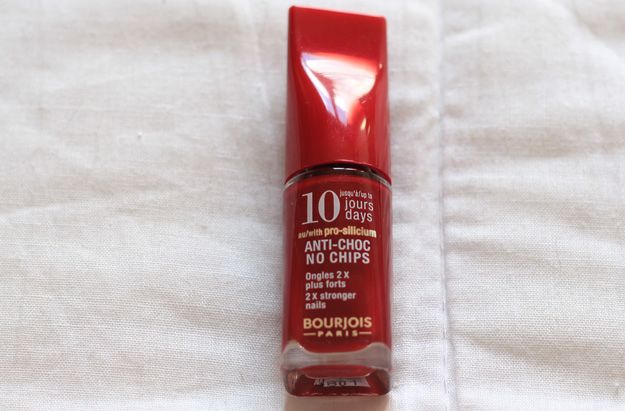 10 jusqu'à/up to
jours
days
au/with pro-silicium
ANTI-CHOC
NO CHIPS
Ongles 2 X
plus forts
2 X stronger
nails
BOURJOIS
PARIS